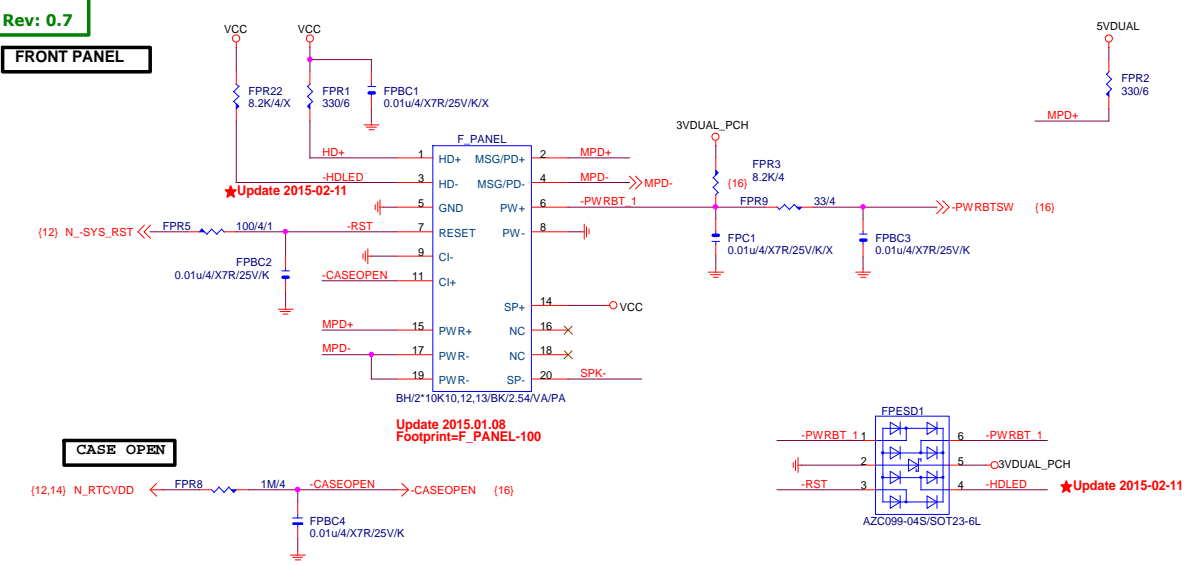 Rev: 0.7
FRONT PANEL
VCC
VCC
5VDUAL
FPR22
8.2K/4/X
FPR1
330/6
FPBC1
0.01u/4/X7R/25V/K/X
FPR2
330/6
MPD+
3VDUAL_PCH
F_PANEL
HD+
1
HD+
MSG/PD+
2
MPD+
-HDLED
3
HD-
MSG/PD-
4
MPD-
MPD-
{16}
FPR3
8.2K/4
★Update 2015-02-11
5
GND
PW+
6
-PWRBT_1
FPR9
33/4
-PWRBTSW
{16}
{12}
N_-SYS_RST
FPR5
100/4/1
-RST
7
RESET
PW-
8
FPC1
0.01u/4/X7R/25V/K/X
FPBC3
0.01u/4/X7R/25V/K
FPBC2
0.01u/4/X7R/25V/K
9
CI-
-CASEOPEN
11
CI+
SP+
14
VCC
MPD+
15
PWR+
NC
16
MPD-
17
PWR-
NC
18
19
PWR-
SP-
20
SPK-
BH/2*10K10,12,13/BK/2.54/VA/PA
Update 2015.01.08
Footprint=F_PANEL-100
CASE OPEN
{12,14}
N_RTCVDD
FPR8
1M/4
-CASEOPEN
-CASEOPEN
{16}
FPBC4
0.01u/4/X7R/25V/K
FPESD1
-PWRBT_1
1
6
-PWRBT_1
2
5
3VDUAL_PCH
-RST
3
4
-HDLED
★Update 2015-02-11
AZC099-04S/SOT23-6L